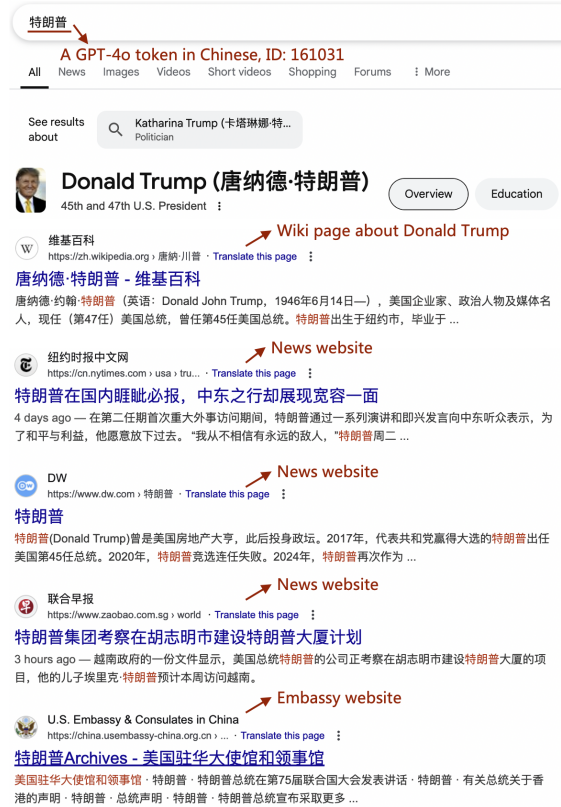 特朗普
A GPT-4o token in Chinese, ID: 161031
All News Images Videos Short videos Shopping Forums ⋮ More
See results about
Katharina Trump (卡塔琳娜·特...
Politician
Donald Trump (唐纳德·特朗普)
45th and 47th U.S. President ⋮
Overview
Education
Wiki page about Donald Trump
W
维基百科
https://zh.wikipedia.org › 唐納·川普 · Translate this page ⋮
唐纳德·特朗普 - 维基百科
唐纳德·约翰·特朗普（英语：Donald John Trump，1946年6月14日—），美国企业家、政治人物及媒体名
人，现任（第47任）美国总统，曾任第45任美国总统。特朗普出生于纽约市，毕业于 ...
News website
纽约时报中文网
https://cn.nytimes.com › usa › tru... · Translate this page ⋮
特朗普在国内睚眦必报，中东之行却展现宽容一面
4 days ago — 在第二任期首次重大外事访问期间，特朗普通过一系列演讲和即兴发言向中东听众表示，为
了和平与利益，他愿意放下过去。 “我从不相信有永远的敌人，”特朗普周二 ...
News website
DW
DW
https://www.dw.com › 特朗普 · Translate this page ⋮
特朗普
特朗普(Donald Trump)曾是美国房地产大亨，此后投身政坛。2017年，代表共和党赢得大选的特朗普出任
美国第45任总统。2020年，特朗普竞选连任失败。2024年，特朗普再次作为 ...
News website
早
联合早报
https://www.zaobao.com.sg › world · Translate this page ⋮
特朗普集团考察在胡志明市建设特朗普大厦计划
3 hours ago — 越南政府的一份文件显示，美国总统特朗普的公司正考察在胡志明市建设特朗普大厦的项
目，他的儿子埃里克·特朗普预计本周访问越南。
Embassy website
U.S. Embassy & Consulates in China
https://china.usembassy-china.org.cn › ... · Translate this page ⋮
特朗普Archives - 美国驻华大使馆和领事馆
美国驻华大使馆和领事馆 · 特朗普 · 特朗普总统在第75届联合国大会发表讲话 · 特朗普 · 有关总统关于香
港的声明 · 特朗普 · 总统声明 · 特朗普 · 特朗普总统宣布采取更多 ...